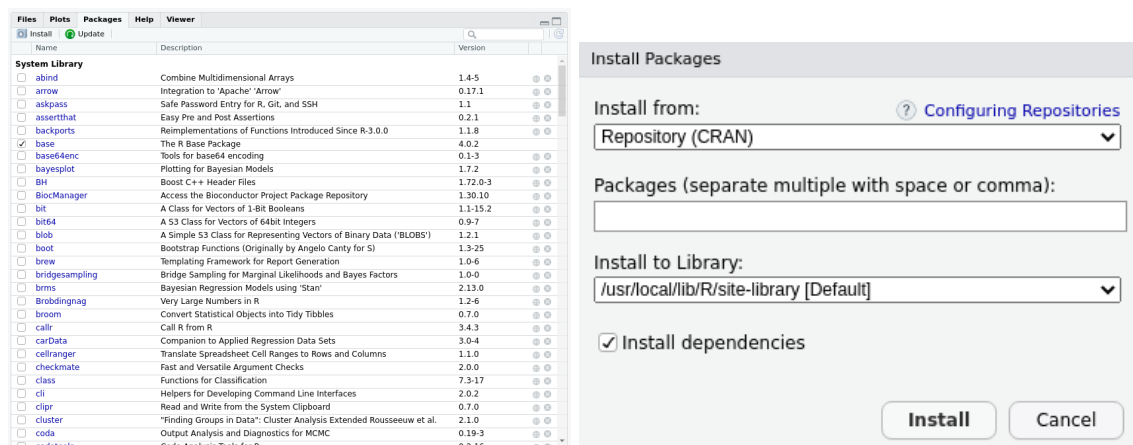 Files Plots Packages Help Viewer
Install Update
Name Description Version
System Library
abind Combine Multidimensional Arrays 1.4-5
arrow Integration to 'Apache' 'Arrow' 0.17.1
askpass Safe Password Entry for R, Git, and SSH 1.1
assertthat Easy Pre and Post Assertions 0.2.1
backports Reimplementations of Functions Introduced Since R-3.0.0 1.1.8
base The R Base Package 4.0.2
base64enc Tools for base64 encoding 0.1-3
bayesplot Plotting for Bayesian Models 1.7.2
BH Boost C++ Header Files 1.72.0-3
BiocManager Access the Bioconductor Project Package Repository 1.30.10
bit A Class for Vectors of 1-Bit Booleans 1.1-15.2
bit64 A S3 Class for Vectors of 64bit Integers 0.9-7
blob A Simple S3 Class for Representing Vectors of Binary Data ('BLOBS') 1.2.1
boot Bootstrap Functions (Originally by Angelo Canty for S) 1.3-25
brew Templating Framework for Report Generation 1.0-6
bridgesampling Bridge Sampling for Marginal Likelihoods and Bayes Factors 1.0-0
brms Bayesian Regression Models using 'Stan' 2.13.0
Brobdingnag Very Large Numbers in R 1.2-6
broom Convert Statistical Objects into Tidy Tibbles 0.7.0
callr Call R from R 3.4.3
carData Companion to Applied Regression Data Sets 3.0-4
cellranger Translate Spreadsheet Cell Ranges to Rows and Columns 1.1.0
checkmate Fast and Versatile Argument Checks 2.0.0
class Functions for Classification 7.3-17
cli Helpers for Developing Command Line Interfaces 2.0.2
clipr Read and Write from the System Clipboard 0.7.0
cluster "Finding Groups in Data": Cluster Analysis Extended Rousseeuw et al. 2.1.0
coda Output Analysis and Diagnostics for MCMC 0.19-3
Install Packages
Install from:
? Configuring Repositories
Repository (CRAN)
Packages (separate multiple with space or comma):
Install to Library:
/usr/local/lib/R/site-library [Default]
Install dependencies
Install Cancel